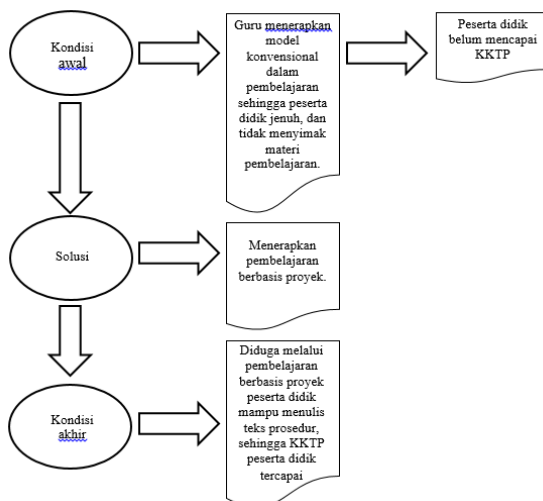 Kondisi
awal
Guru menerapkan
model
konvensional
dalam
pembelajaran
sehingga peserta
didik jenuh, dan
tidak menyimak
materi
pembelajaran.
Peserta didik
belum mencapai
KKTP
Solusi
Menerapkan
pembelajaran
berbasis proyek.
Kondisi
akhir
Diduga melalui
pembelajaran
berbasis proyek
peserta didik
mampu menulis
teks prosedur,
sehingga KKTP
peserta didik
tercapai